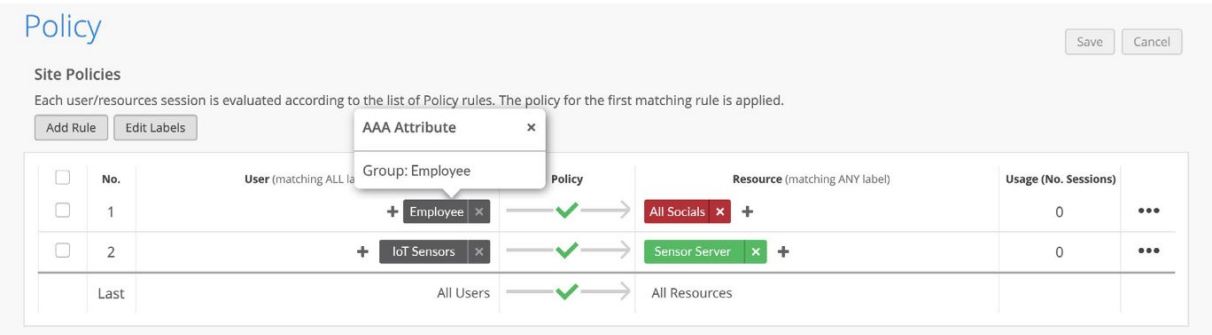 Policy
Save Cancel
Site Policies
Each user/resources session is evaluated according to the list of Policy rules. The policy for the first matching rule is applied.
Add Rule Edit Labels
AAA Attribute ×
Group: Employee
No. User (matching ALL la Policy Resource (matching ANY label) Usage (No. Sessions)
1 + Employee × All Socials × + 0 •••
2 + IoT Sensors × Sensor Server × + 0 •••
Last All Users All Resources